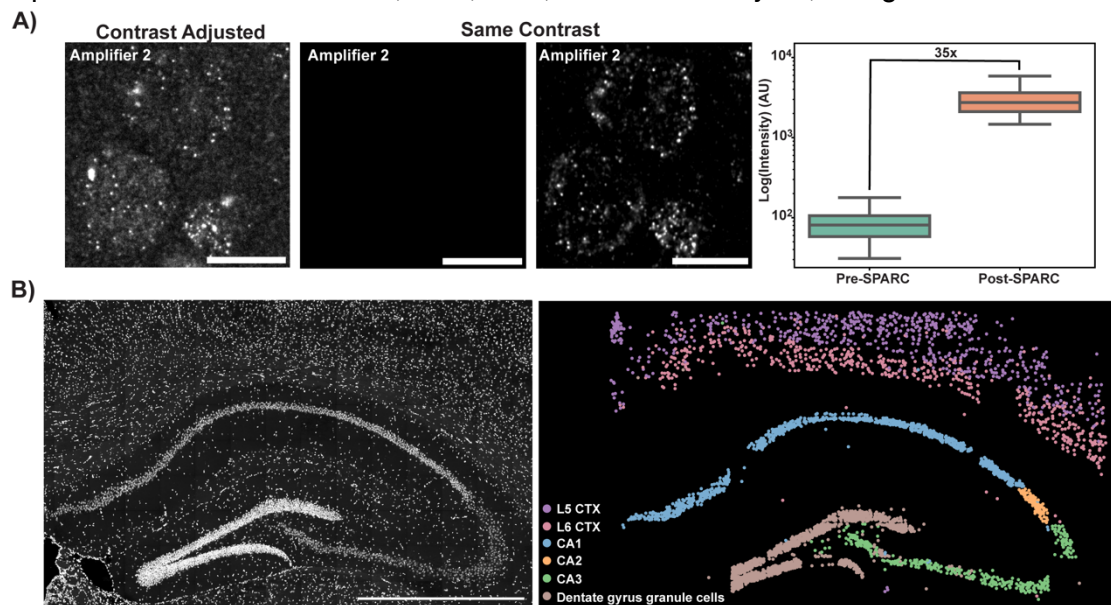 A)
Contrast Adjusted
Same Contrast
Amplifier 2
Amplifier 2
Amplifier 2
35x
Log(Intensity) (AU)
10⁴
10³
10²
Pre-SPARC
Post-SPARC
B)
L5 CTX
L6 CTX
CA1
CA2
CA3
Dentate gyrus granule cells